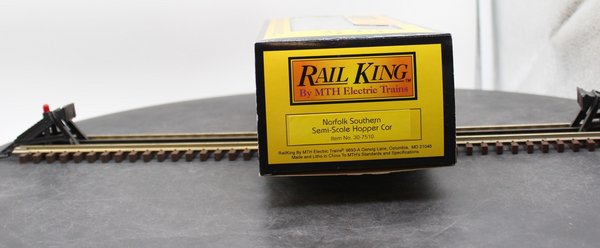 RAIL KING™
By MTH Electric Trains
Norfolk Southern
Semi-Scale Hopper Car
Item No. 30-7510
RailKing By MTH Electric Trains® 9693-A Gerwig Lane, Columbia, MD 21046
Made and Litho in China To MTH's Standards and Specifications.